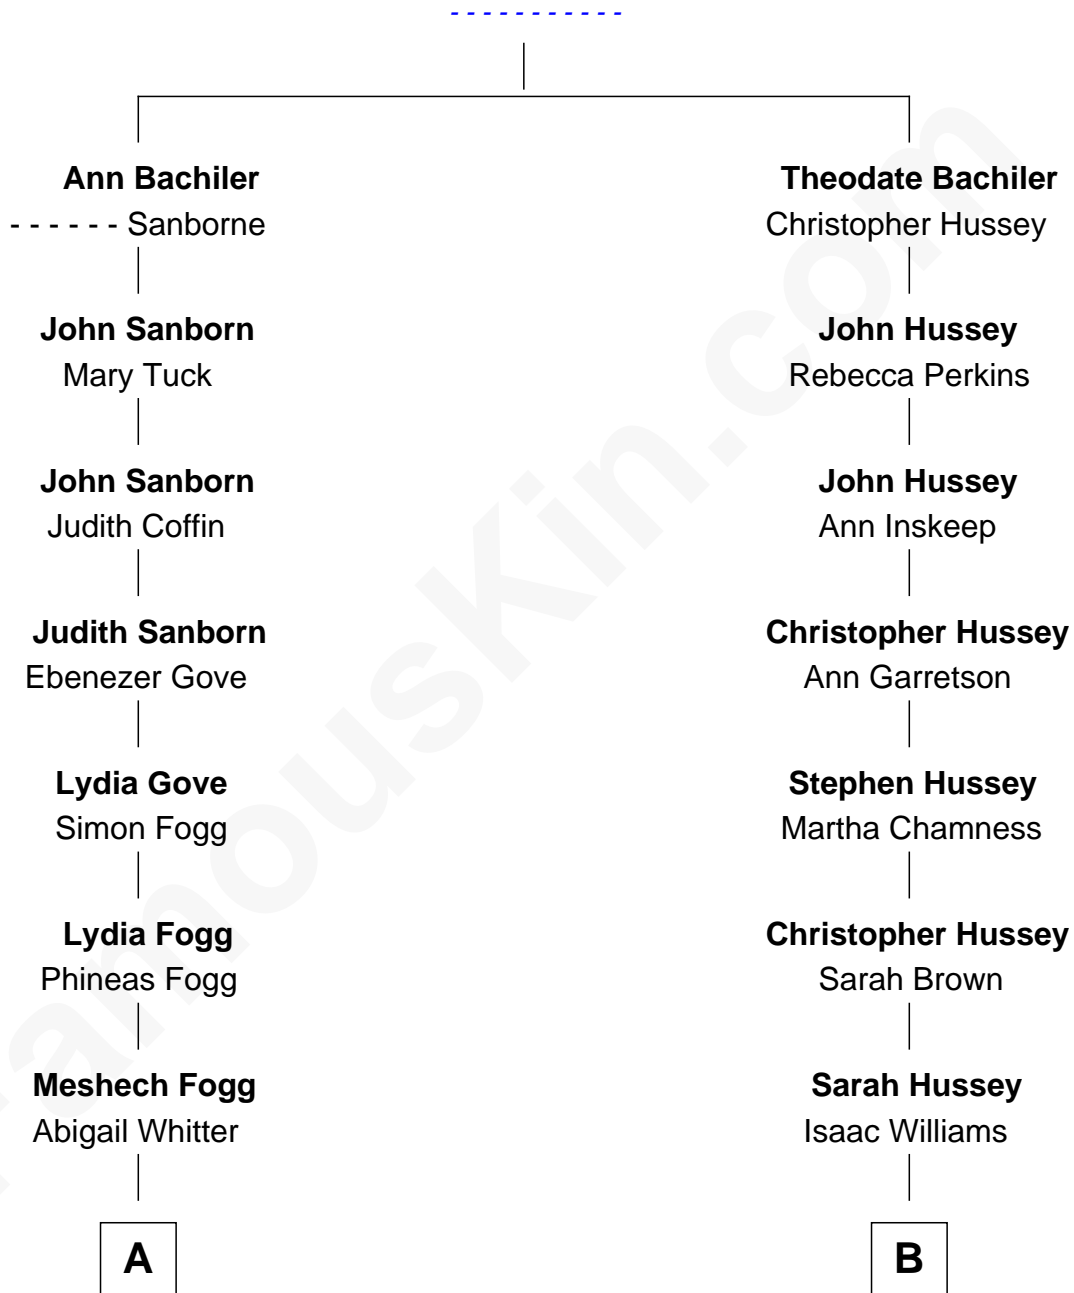 - - - - - - - - - - -
Ann Bachiler
- - - - - - Sanborne
Theodate Bachiler
Christopher Hussey
John Sanborn
Mary Tuck
John Hussey
Rebecca Perkins
John Sanborn
Judith Coffin
John Hussey
Ann Inskeep
Judith Sanborn
Ebenezer Gove
Christopher Hussey
Ann Garretson
Lydia Gove
Simon Fogg
Stephen Hussey
Martha Chamness
Lydia Fogg
Phineas Fogg
Christopher Hussey
Sarah Brown
Meshech Fogg
Abigail Whitter
Sarah Hussey
Isaac Williams
A
B
FamousKin.com